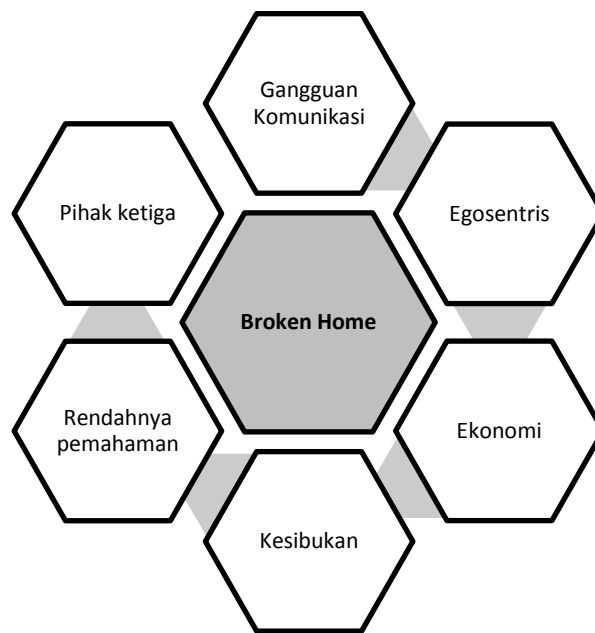 Gangguan
Komunikasi
Egosentris
Ekonomi
Kesibukan
Rendahnya
pemahaman
Pihak ketiga
Broken Home